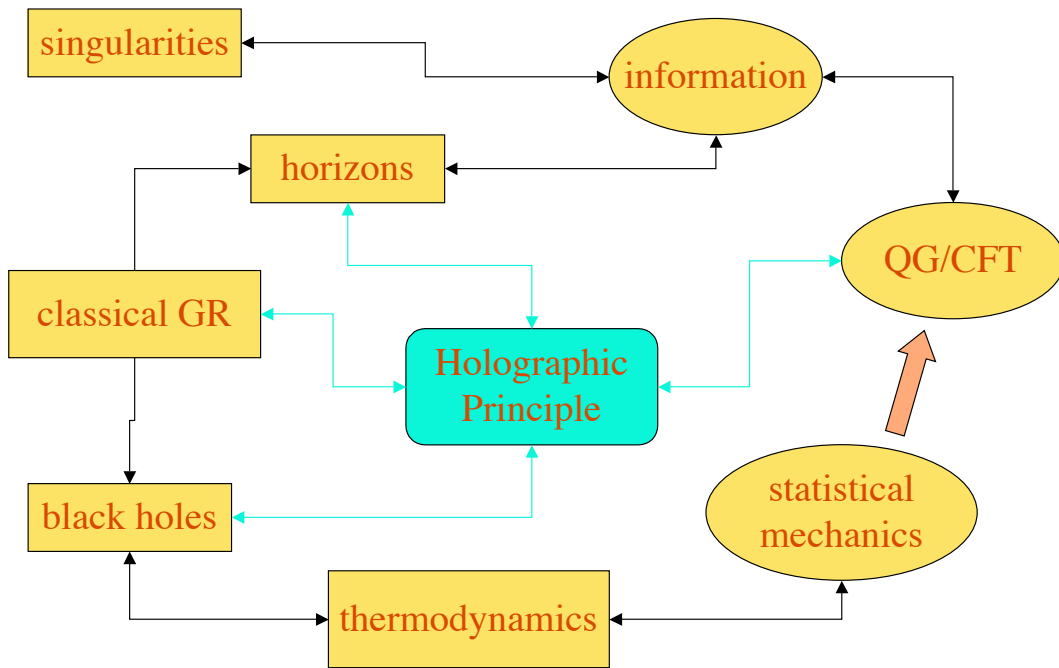 singularities
information
horizons
QG/CFT
classical GR
Holographic
Principle
black holes
statistical
mechanics
thermodynamics